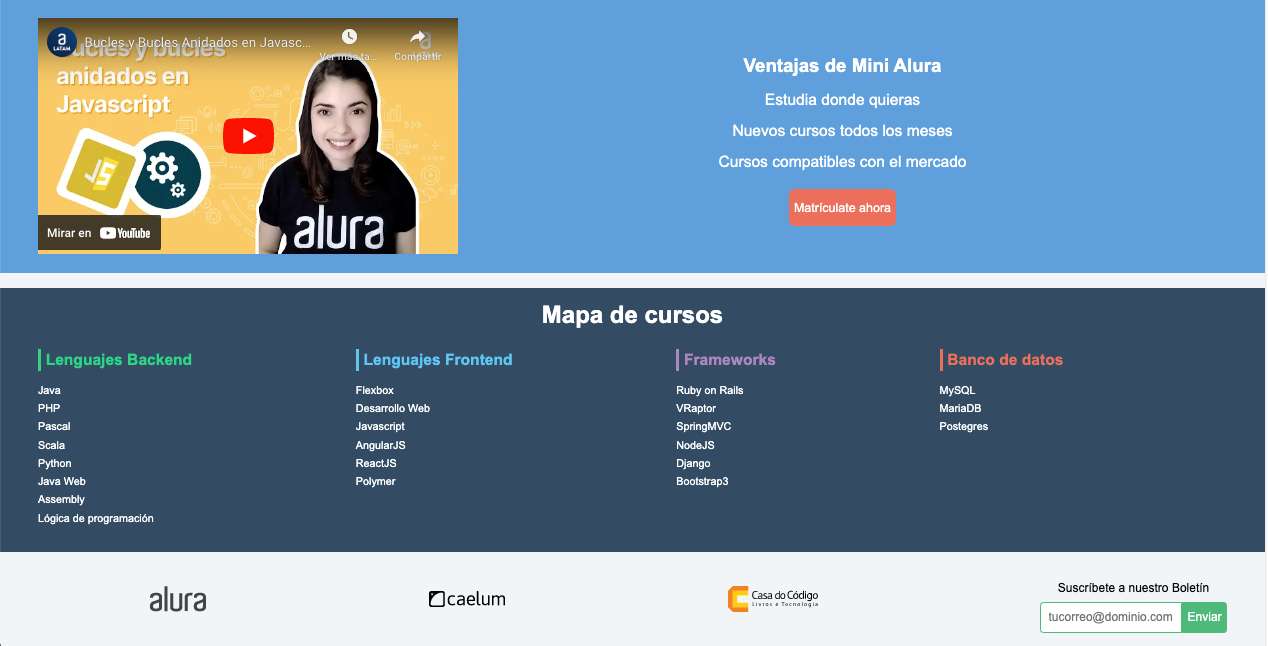 a
LATAM
Bucles y Bucles Anidados en Javasc...
Ver más ta...
Compartir
Bucles y bucles
anidados en
Javascript
JS
alura
Mirar en YouTube
Ventajas de Mini Alura
Estudia donde quieras
Nuevos cursos todos los meses
Cursos compatibles con el mercado
Matrículate ahora
Mapa de cursos
Lenguajes Backend
Java
PHP
Pascal
Scala
Python
Java Web
Assembly
Lógica de programación
Lenguajes Frontend
Flexbox
Desarrollo Web
Javascript
AngularJS
ReactJS
Polymer
Frameworks
Ruby on Rails
VRaptor
SpringMVC
NodeJS
Django
Bootstrap3
Banco de datos
MySQL
MariaDB
Postegres
alura
caelum
Casa do Código
Livros e Tecnologia
Suscríbete a nuestro Boletín
tucorreo@dominio.com
Enviar